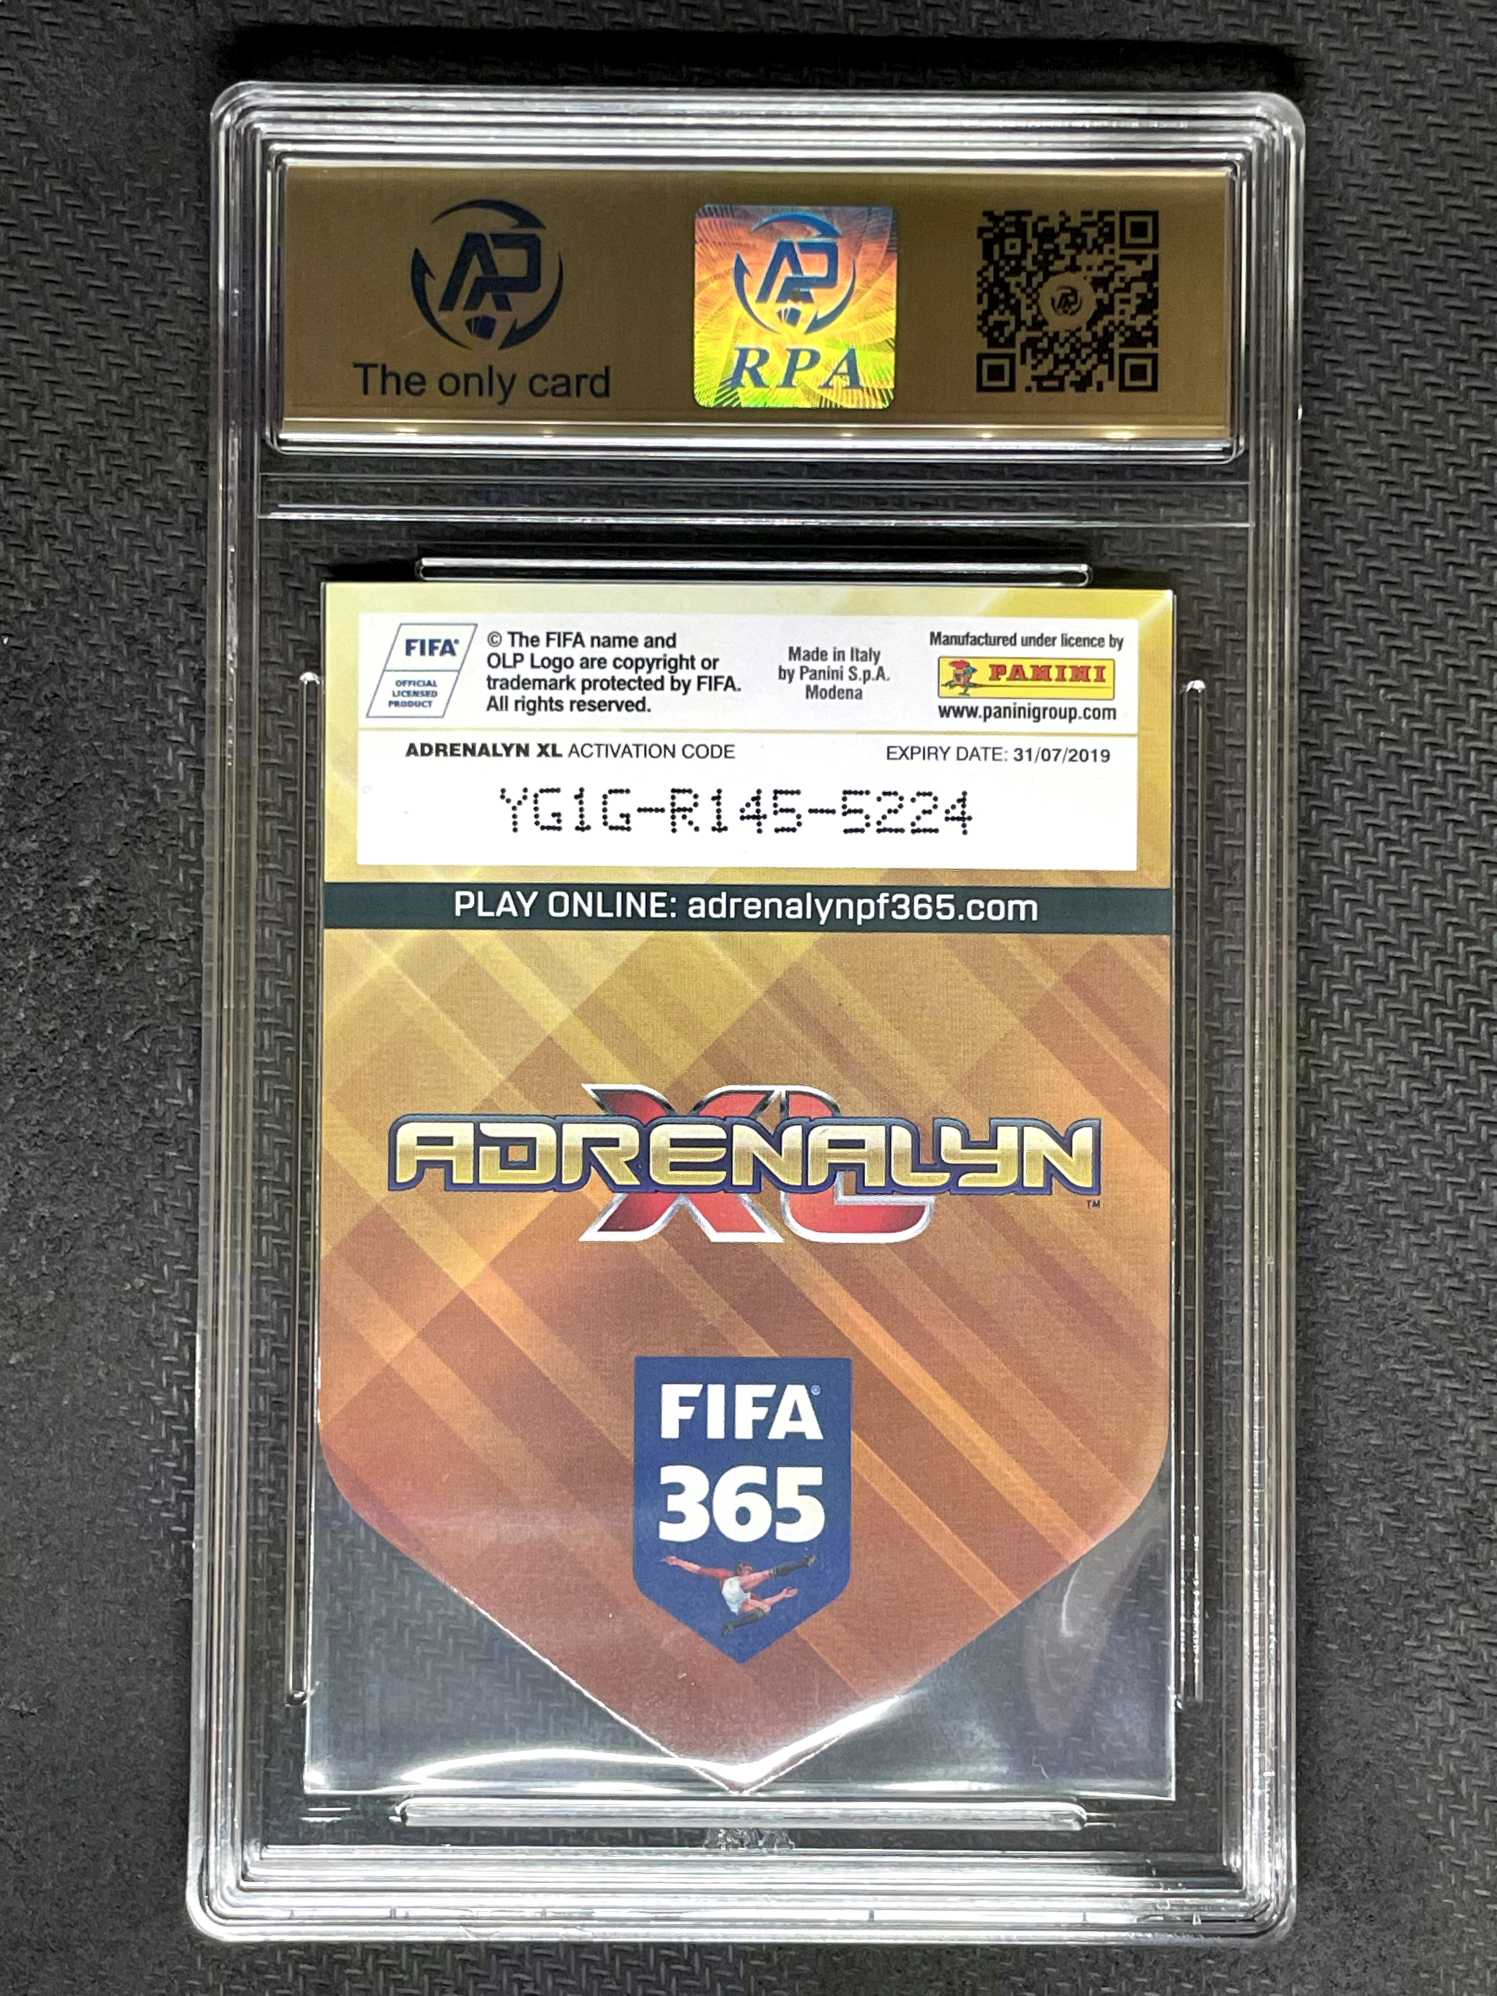 The only card
RPA
FIFA®
OFFICIAL
LICENSED
PRODUCT
© The FIFA name and
OLP Logo are copyright or
trademark protected by FIFA.
All rights reserved.
Made in Italy
by Panini S.p.A.
Modena
Manufactured under licence by
PANINI
www.paninigroup.com
ADRENALYN XL ACTIVATION CODE
EXPIRY DATE: 31/07/2019
YG1G-R145-5224
PLAY ONLINE: adrenalynpf365.com
ADRENALYN XL™
FIFA®
365